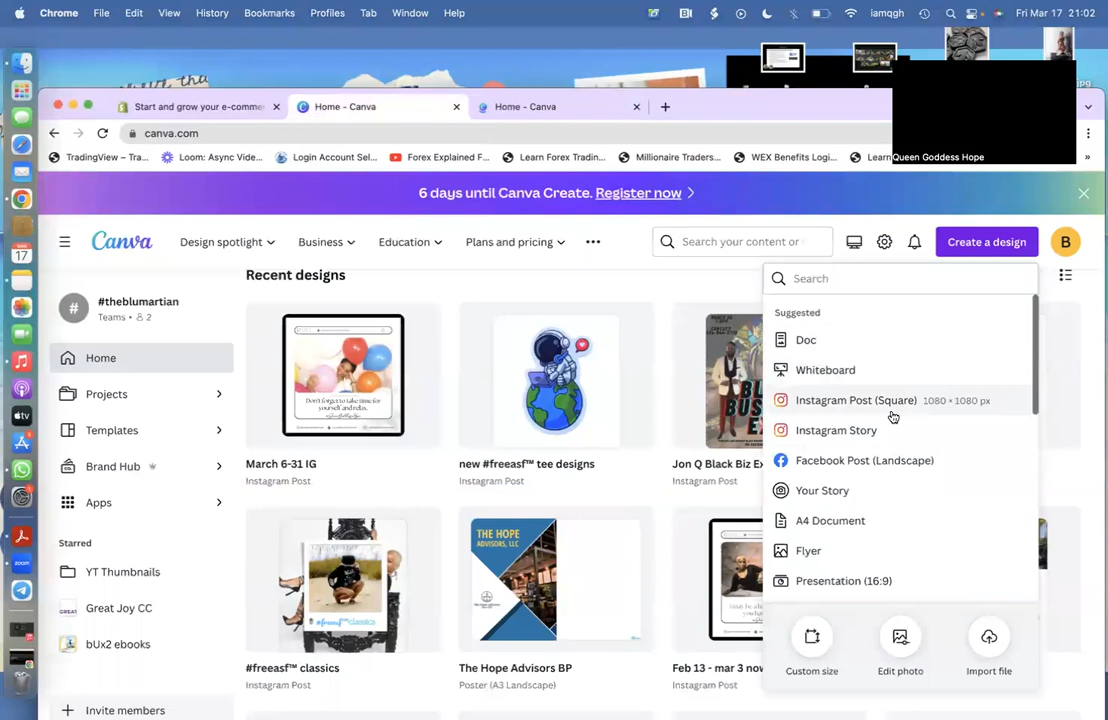 Chrome File Edit View History Bookmarks Profiles Tab Window Help
iamqgh Fri Mar 17 21:02
Start and grow your e-comme
Home - Canva
Home - Canva
canva.com
TradingView – Tra...
Loom: Async Vide...
Login Account Sel...
Forex Explained F...
Learn Forex Tradin...
Millionaire Traders...
WEX Benefits Logi...
Learn
Queen Goddess Hope
6 days until Canva Create. Register now
Canva
Design spotlight
Business
Education
Plans and pricing
Search your content or
Create a design
B
#theblumartian
Teams • 2
Home
Projects
Templates
Brand Hub
Apps
Starred
YT Thumbnails
Great Joy CC
bUx2 ebooks
Invite members
Recent designs
March 6-31 IG
Instagram Post
new #freeasf™ tee designs
Instagram Post
Jon Q Black Biz Ex
Instagram Post
#freeasf™ classics
Instagram Post
THE HOPE
ADVISORS, LLC
The Hope Advisors BP
Poster (A3 Landscape)
Feb 13 - mar 3 now
Instagram Post
Search
Suggested
Doc
Whiteboard
Instagram Post (Square) 1080 × 1080 px
Instagram Story
Facebook Post (Landscape)
Your Story
A4 Document
Flyer
Presentation (16:9)
Custom size
Edit photo
Import file